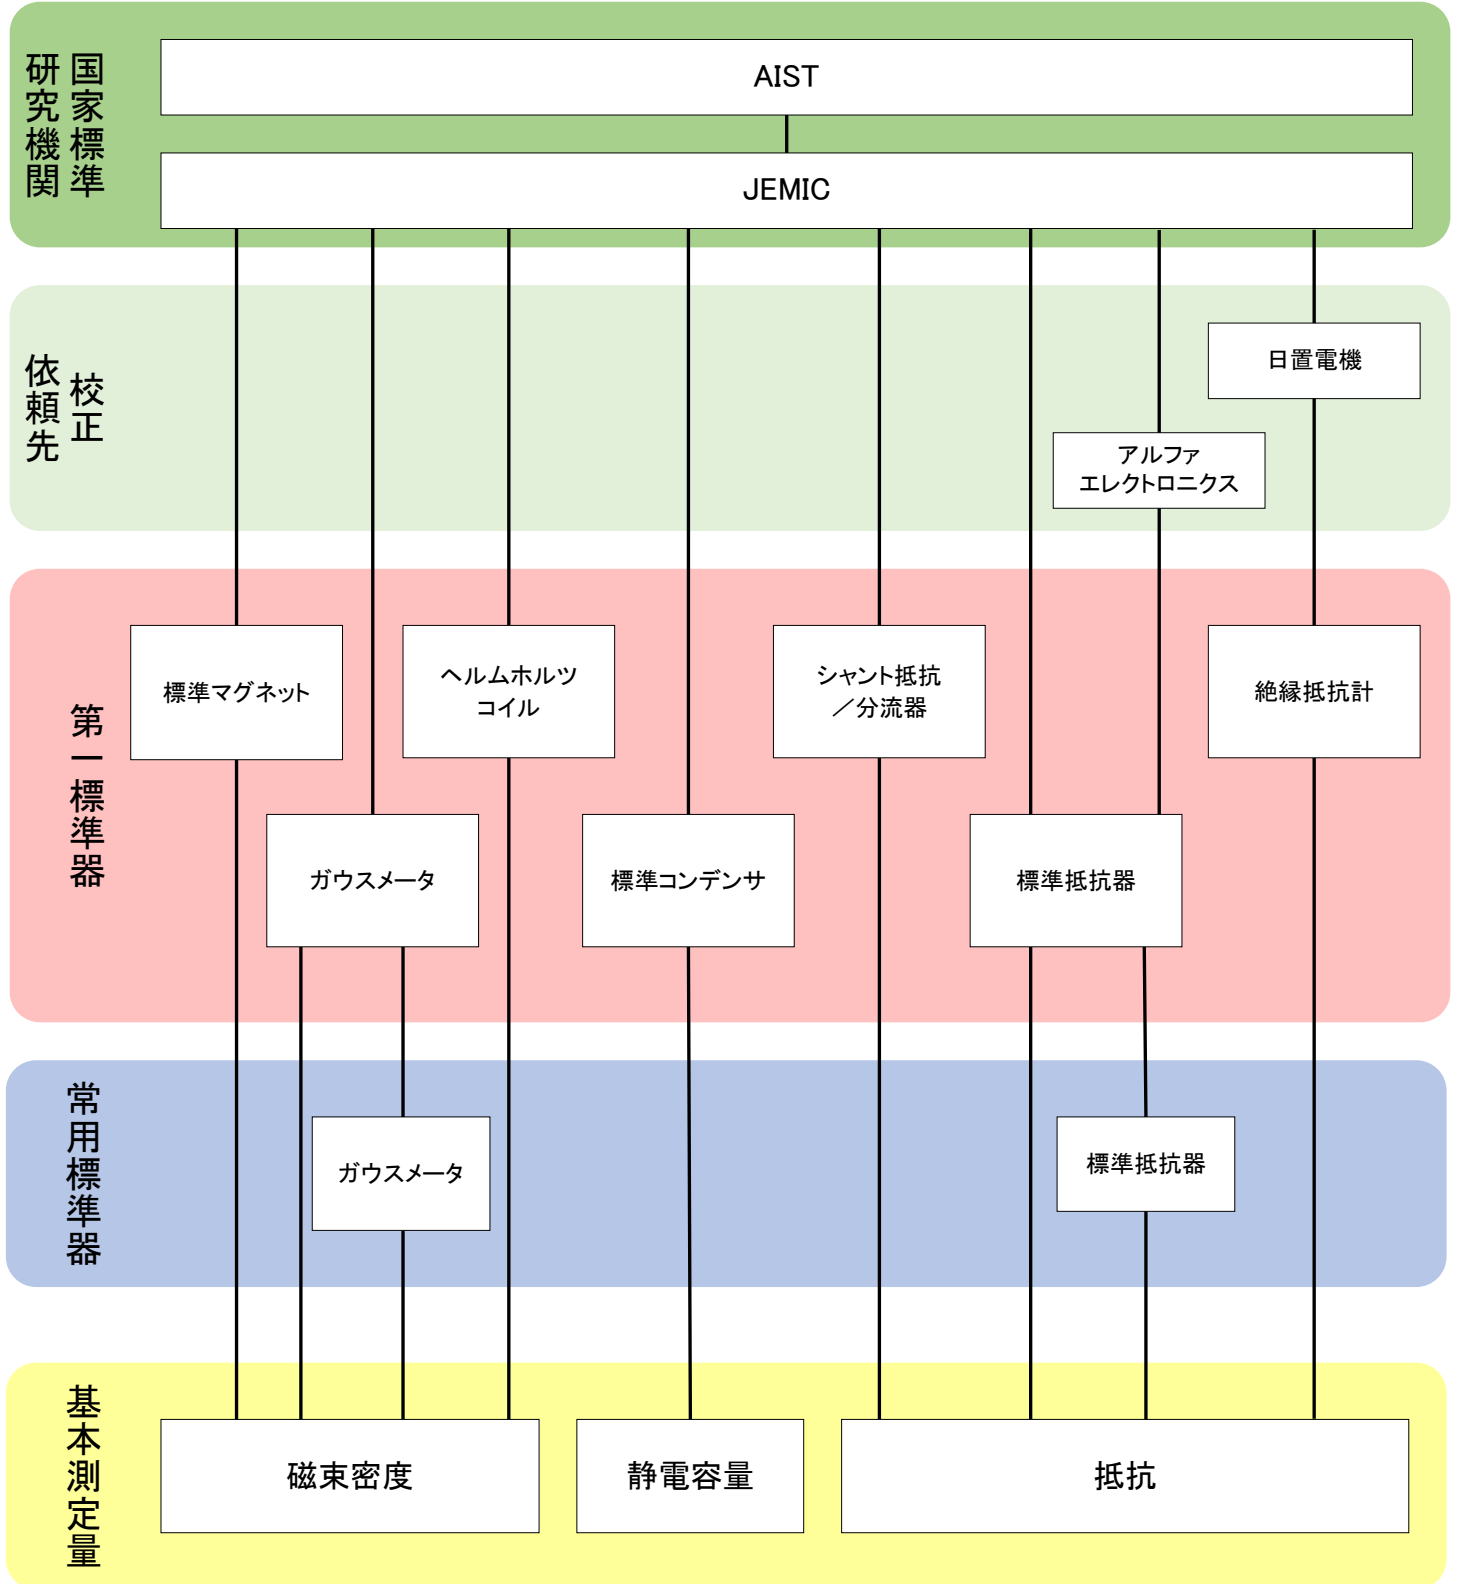 国家標準
研究機関
AIST
JEMIC
校正
依頼先
日置電機
アルファ
エレクトロニクス
第一標準器
標準マグネット
ヘルムホルツ
コイル
シャント抵抗
／分流器
絶縁抵抗計
ガウスメータ
標準コンデンサ
標準抵抗器
常用標準器
ガウスメータ
標準抵抗器
基本測定量
磁束密度
静電容量
抵抗